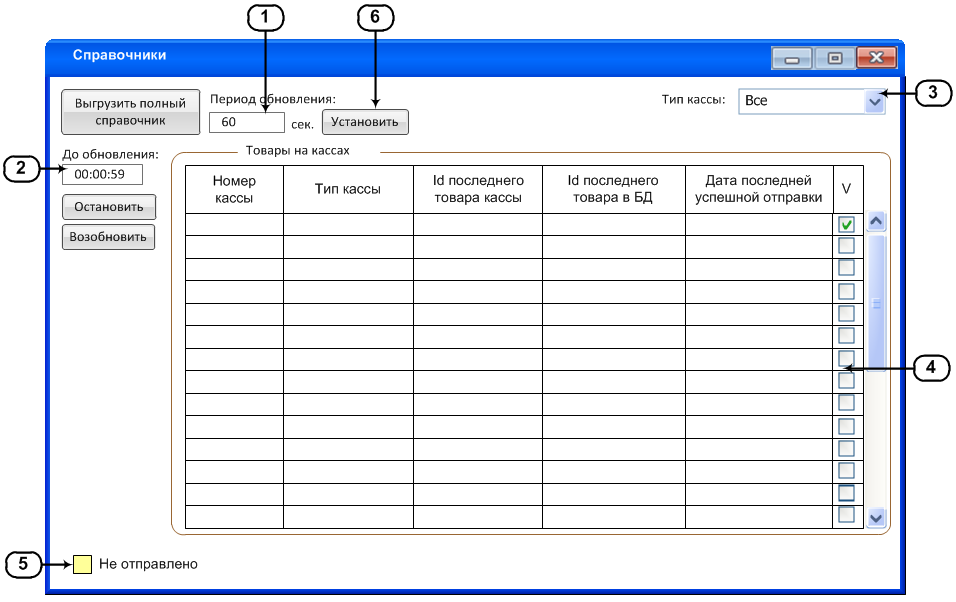 1
6
Справочники
3
Выгрузить полный
справочник
Период обновления:
60
сек.
Установить
Тип кассы:
Все
2
До обновления:
00:00:59
Остановить
Возобновить
Товары на кассах
Номер
кассы
Тип кассы
Id последнего
товара кассы
Id последнего
товара в БД
Дата последней
успешной отправки
V
4
5
Не отправлено